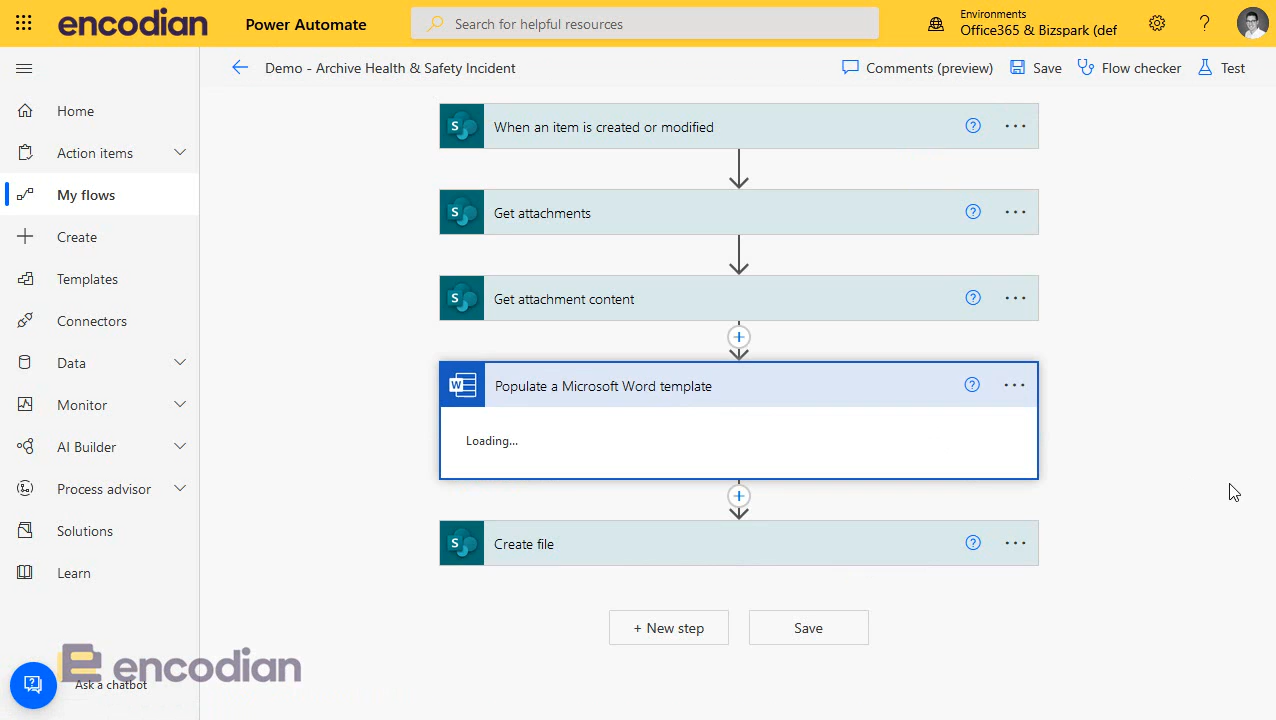 encodian
Power Automate
Search for helpful resources
Environments
Office365 & Bizspark (def
?
Demo - Archive Health & Safety Incident
Comments (preview)
Save
Flow checker
Test
Home
Action items
My flows
Create
Templates
Connectors
Data
Monitor
AI Builder
Process advisor
Solutions
Learn
S
When an item is created or modified
?
...
S
Get attachments
?
...
S
Get attachment content
?
...
+
W
Populate a Microsoft Word template
?
...
Loading...
+
S
Create file
?
...
+ New step
Save
encodian
Ask a chatbot